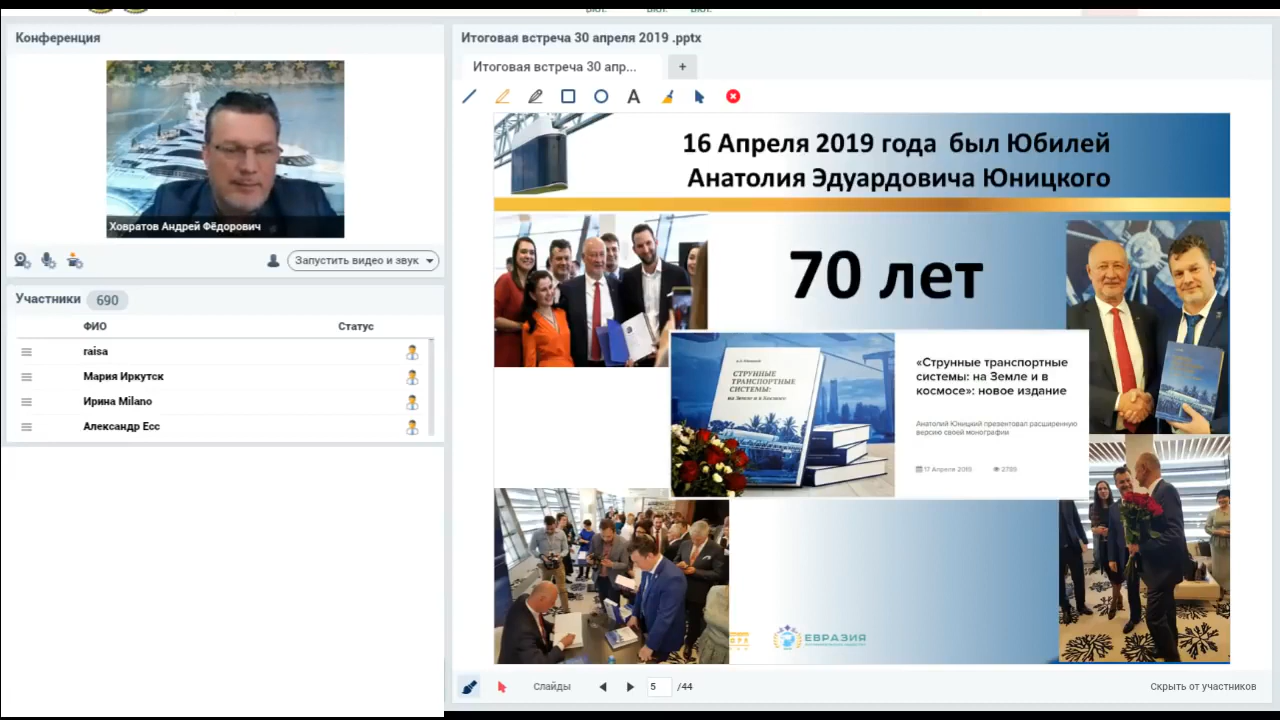 Конференция
Ховратов Андрей Фёдорович
Запустить видео и звук
Участники 690
ФИО Статус
raisa
Мария Иркутск
Ирина Milano
Александр Есс
Итоговая встреча 30 апреля 2019 .pptx
Итоговая встреча 30 апр... +
A
16 Апреля 2019 года был Юбилей
Анатолия Эдуардовича Юницкого
70 лет
СТРУННЫЕ
ТРАНСПОРТНЫЕ
СИСТЕМЫ:
на Земле и в Космосе
«Струнные транспортные
системы: на Земле и в
космосе»: новое издание
Анатолий Юницкий презентовал расширенную
версию своей монографии
17 Апреля 2019 2789
ЕВРАЗИЯ
Слайды 5 /44
Скрыть от участников